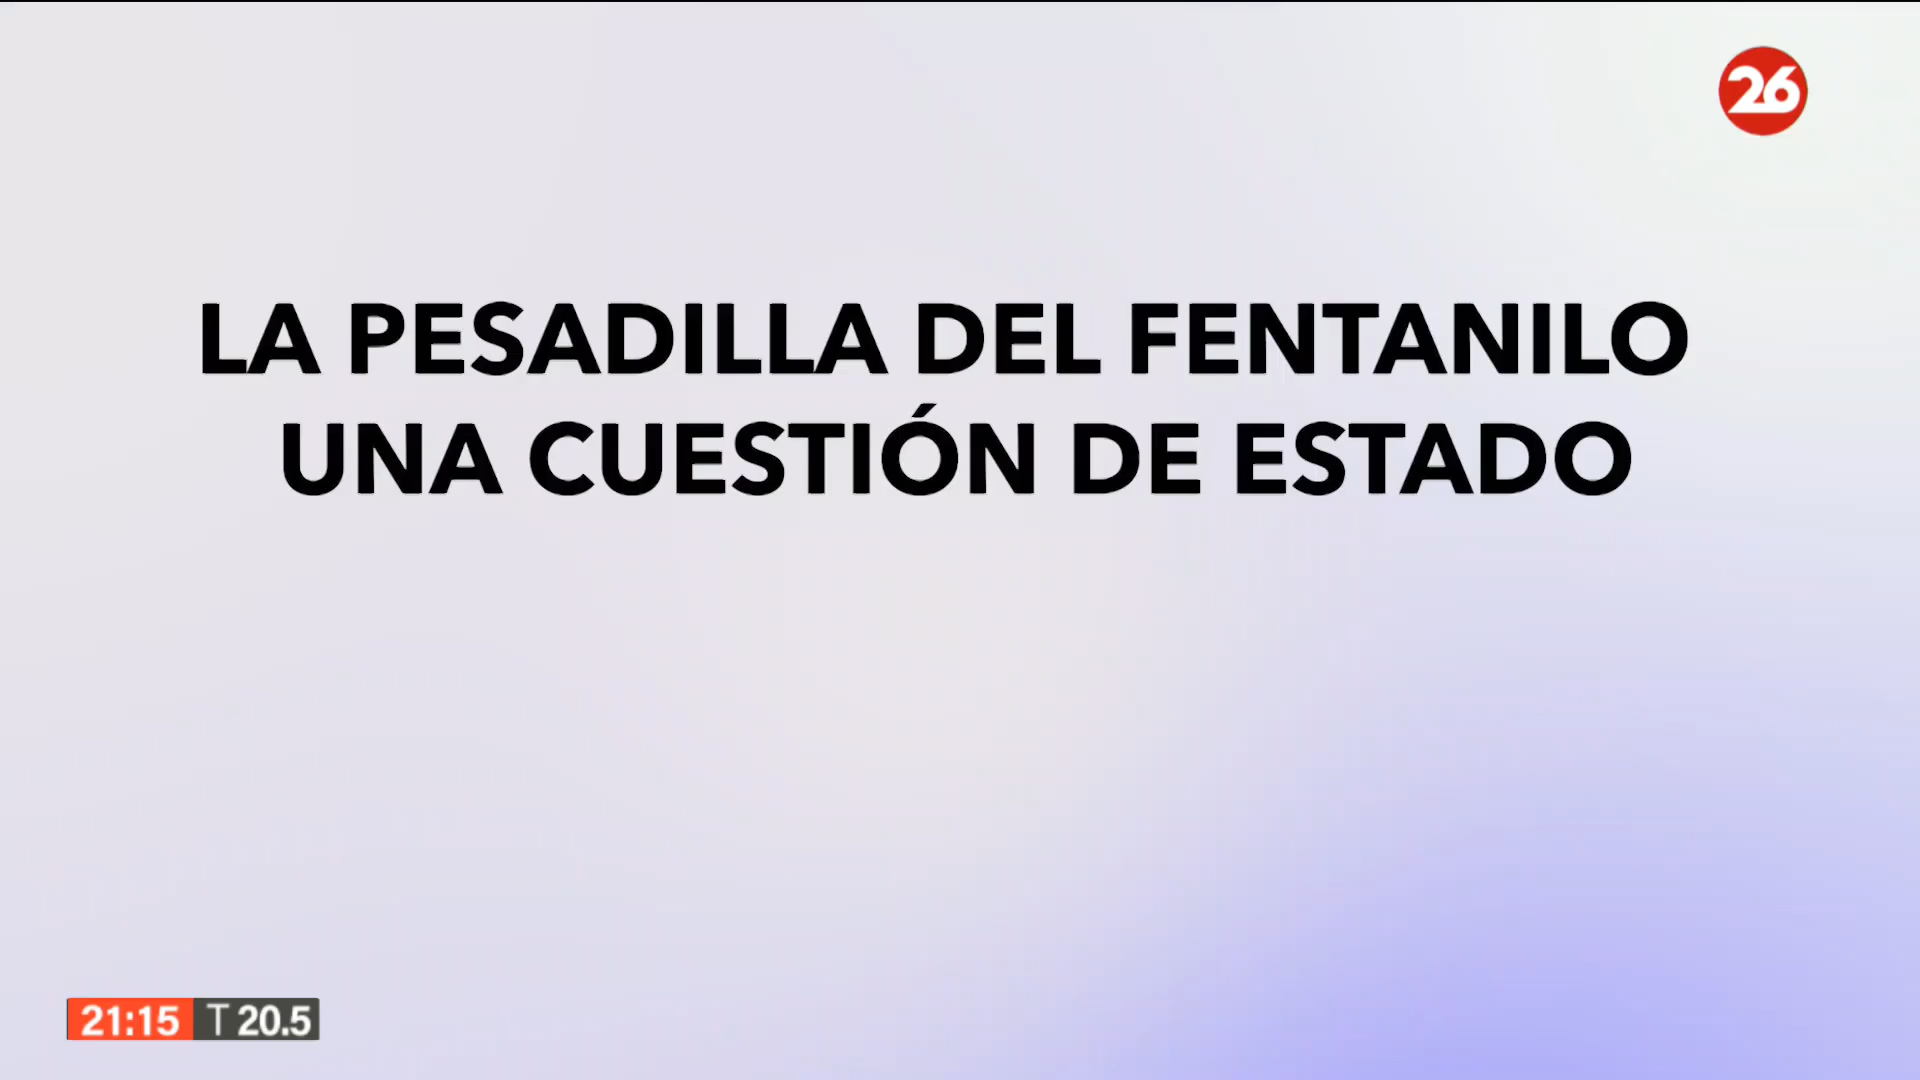 26
LA PESADILLA DEL FENTANILO
UNA CUESTIÓN DE ESTADO
21:15 T 20.5